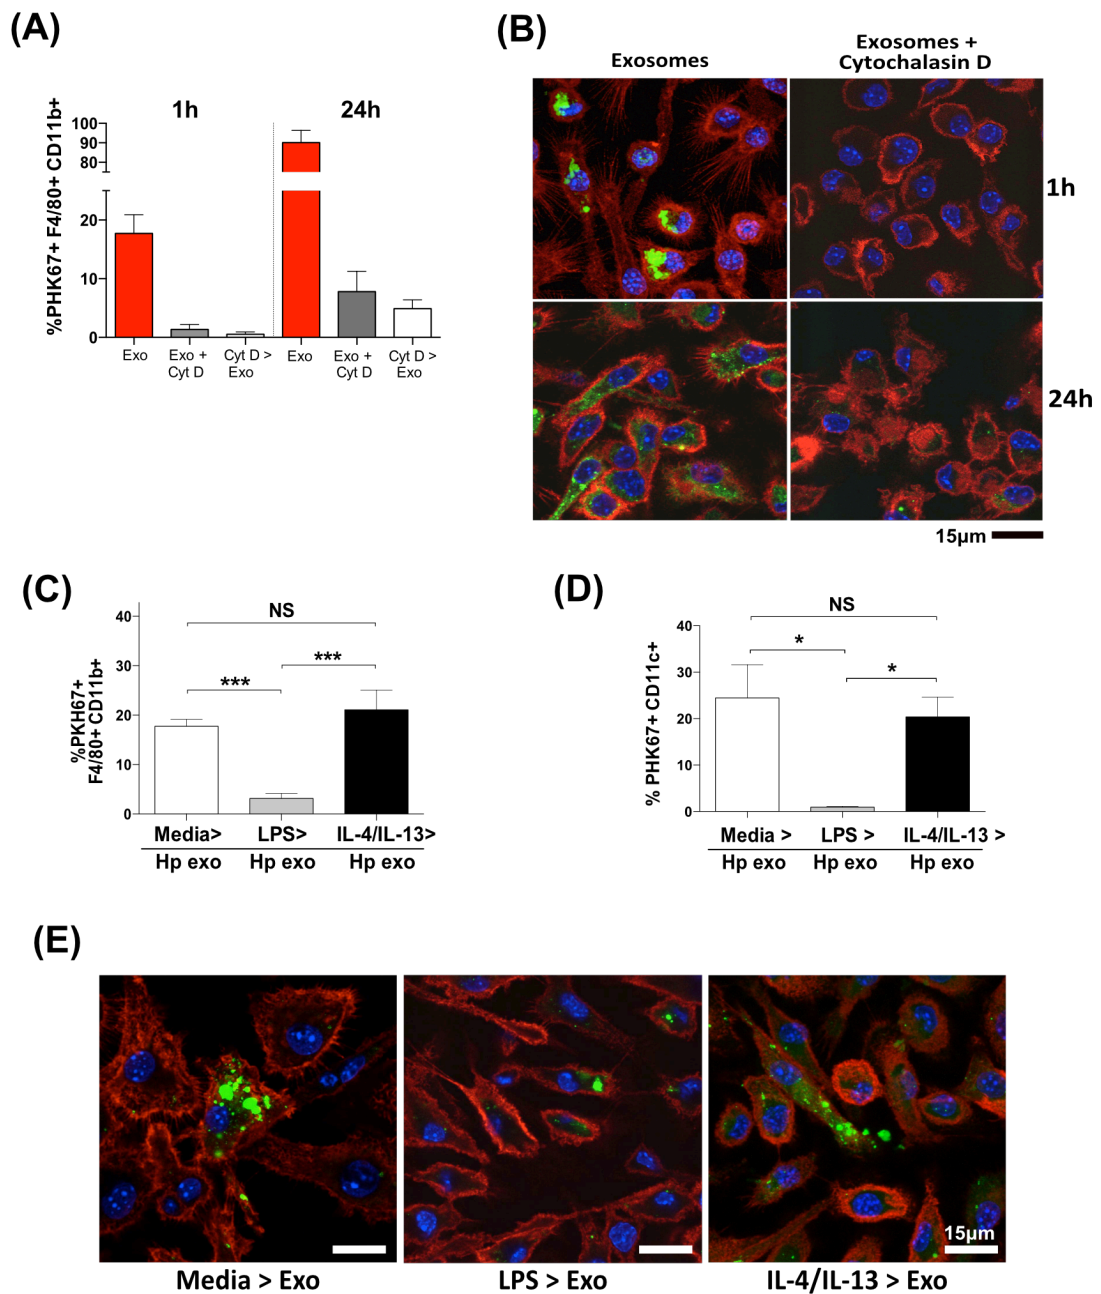 (A)
1h
24h
%PHK67+ F4/80+ CD11b+
100
90
80
20
10
0
Exo
Exo +
Cyt D
Cyt D >
Exo
Exo
Exo +
Cyt D
Cyt D >
Exo
(B)
Exosomes
Exosomes +
Cytochalasin D
1h
24h
15µm
(C)
%PKH67+
F4/80+ CD11b+
40
30
20
10
0
NS
***
***
Media>
Hp exo
LPS>
Hp exo
IL-4/IL-13>
Hp exo
(D)
% PHK67+ CD11c+
40
30
20
10
0
NS
*
*
Media >
Hp exo
LPS >
Hp exo
IL-4/IL-13 >
Hp exo
(E)
15µm
Media > Exo
LPS > Exo
IL-4/IL-13 > Exo